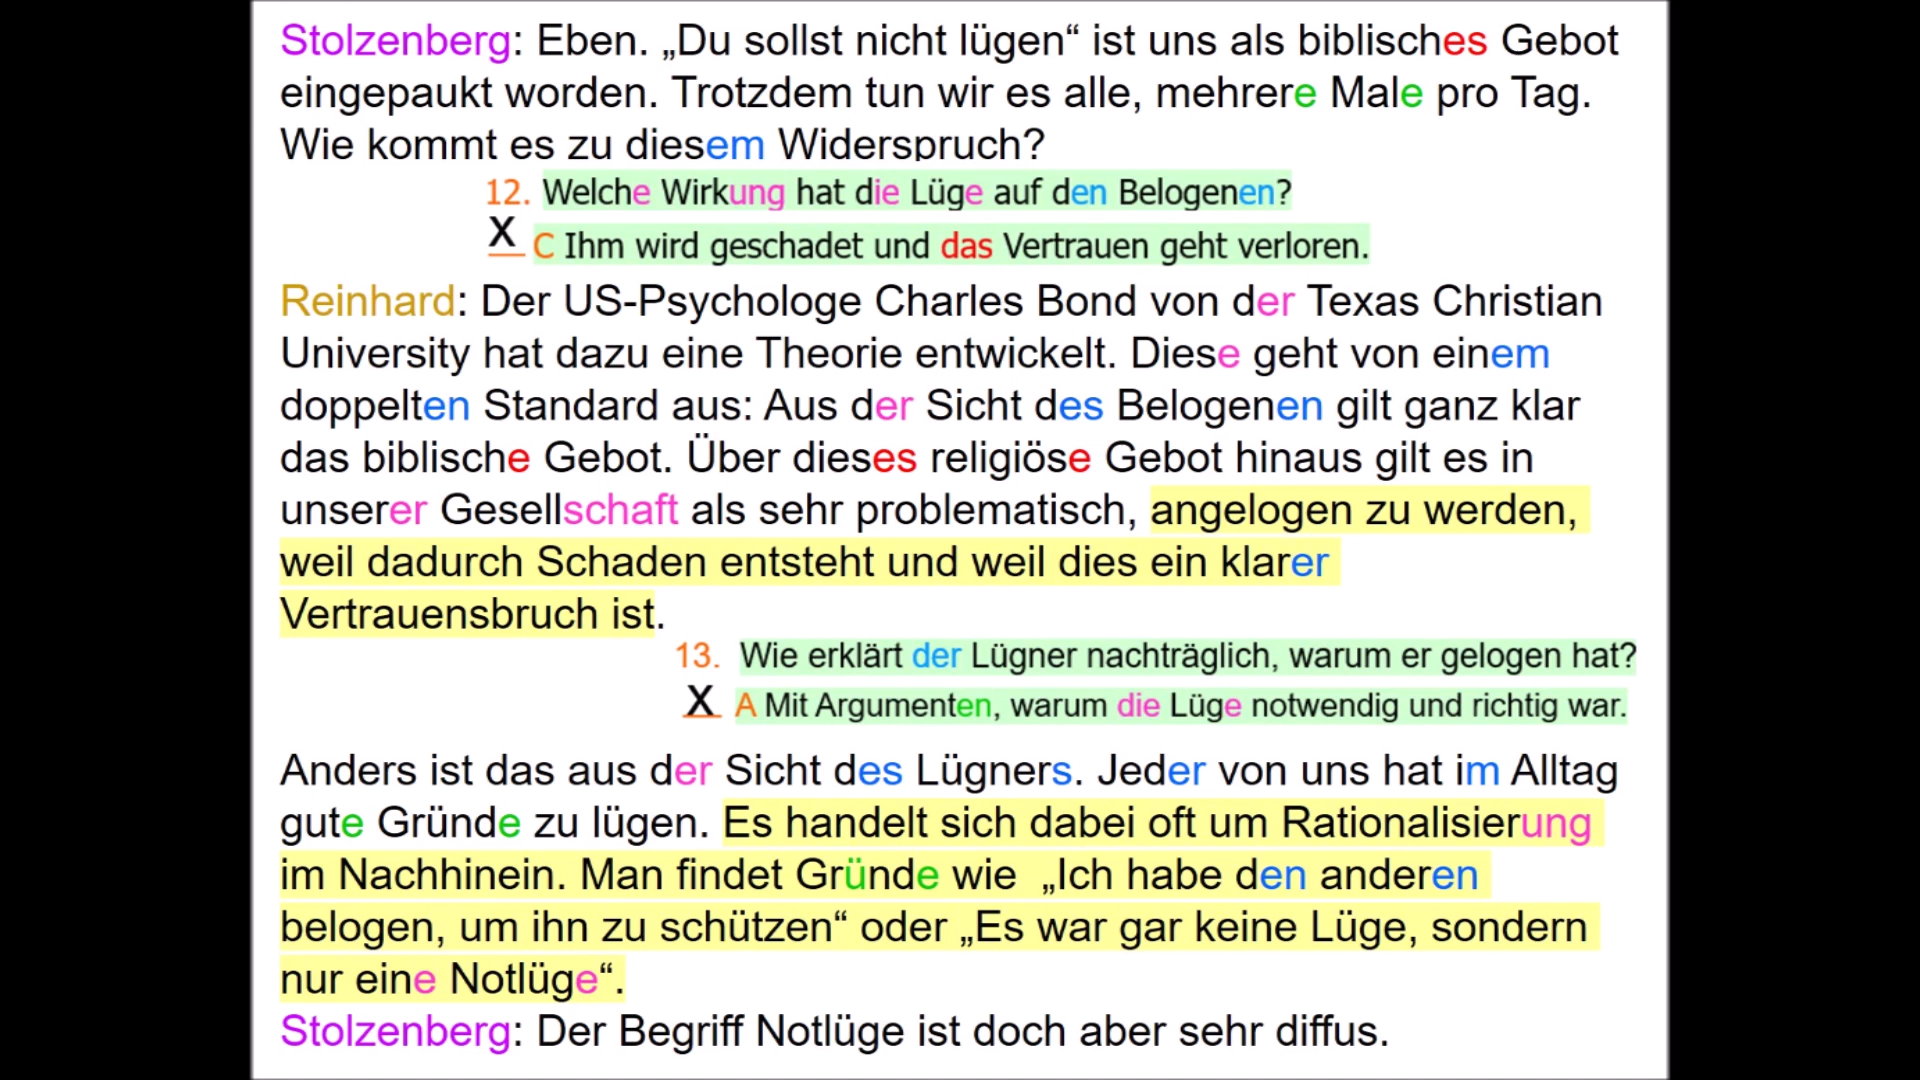 Stolzenberg: Eben. „Du sollst nicht lügen“ ist uns als biblisches Gebot
eingepaukt worden. Trotzdem tun wir es alle, mehrere Male pro Tag.
Wie kommt es zu diesem Widerspruch?
12. Welche Wirkung hat die Lüge auf den Belogenen?
X C Ihm wird geschadet und das Vertrauen geht verloren.
Reinhard: Der US-Psychologe Charles Bond von der Texas Christian
University hat dazu eine Theorie entwickelt. Diese geht von einem
doppelten Standard aus: Aus der Sicht des Belogenen gilt ganz klar
das biblische Gebot. Über dieses religiöse Gebot hinaus gilt es in
unserer Gesellschaft als sehr problematisch, angelogen zu werden,
weil dadurch Schaden entsteht und weil dies ein klarer
Vertrauensbruch ist.
13. Wie erklärt der Lügner nachträglich, warum er gelogen hat?
X A Mit Argumenten, warum die Lüge notwendig und richtig war.
Anders ist das aus der Sicht des Lügners. Jeder von uns hat im Alltag
gute Gründe zu lügen. Es handelt sich dabei oft um Rationalisierung
im Nachhinein. Man findet Gründe wie „Ich habe den anderen
belogen, um ihn zu schützen“ oder „Es war gar keine Lüge, sondern
nur eine Notlüge“.
Stolzenberg: Der Begriff Notlüge ist doch aber sehr diffus.